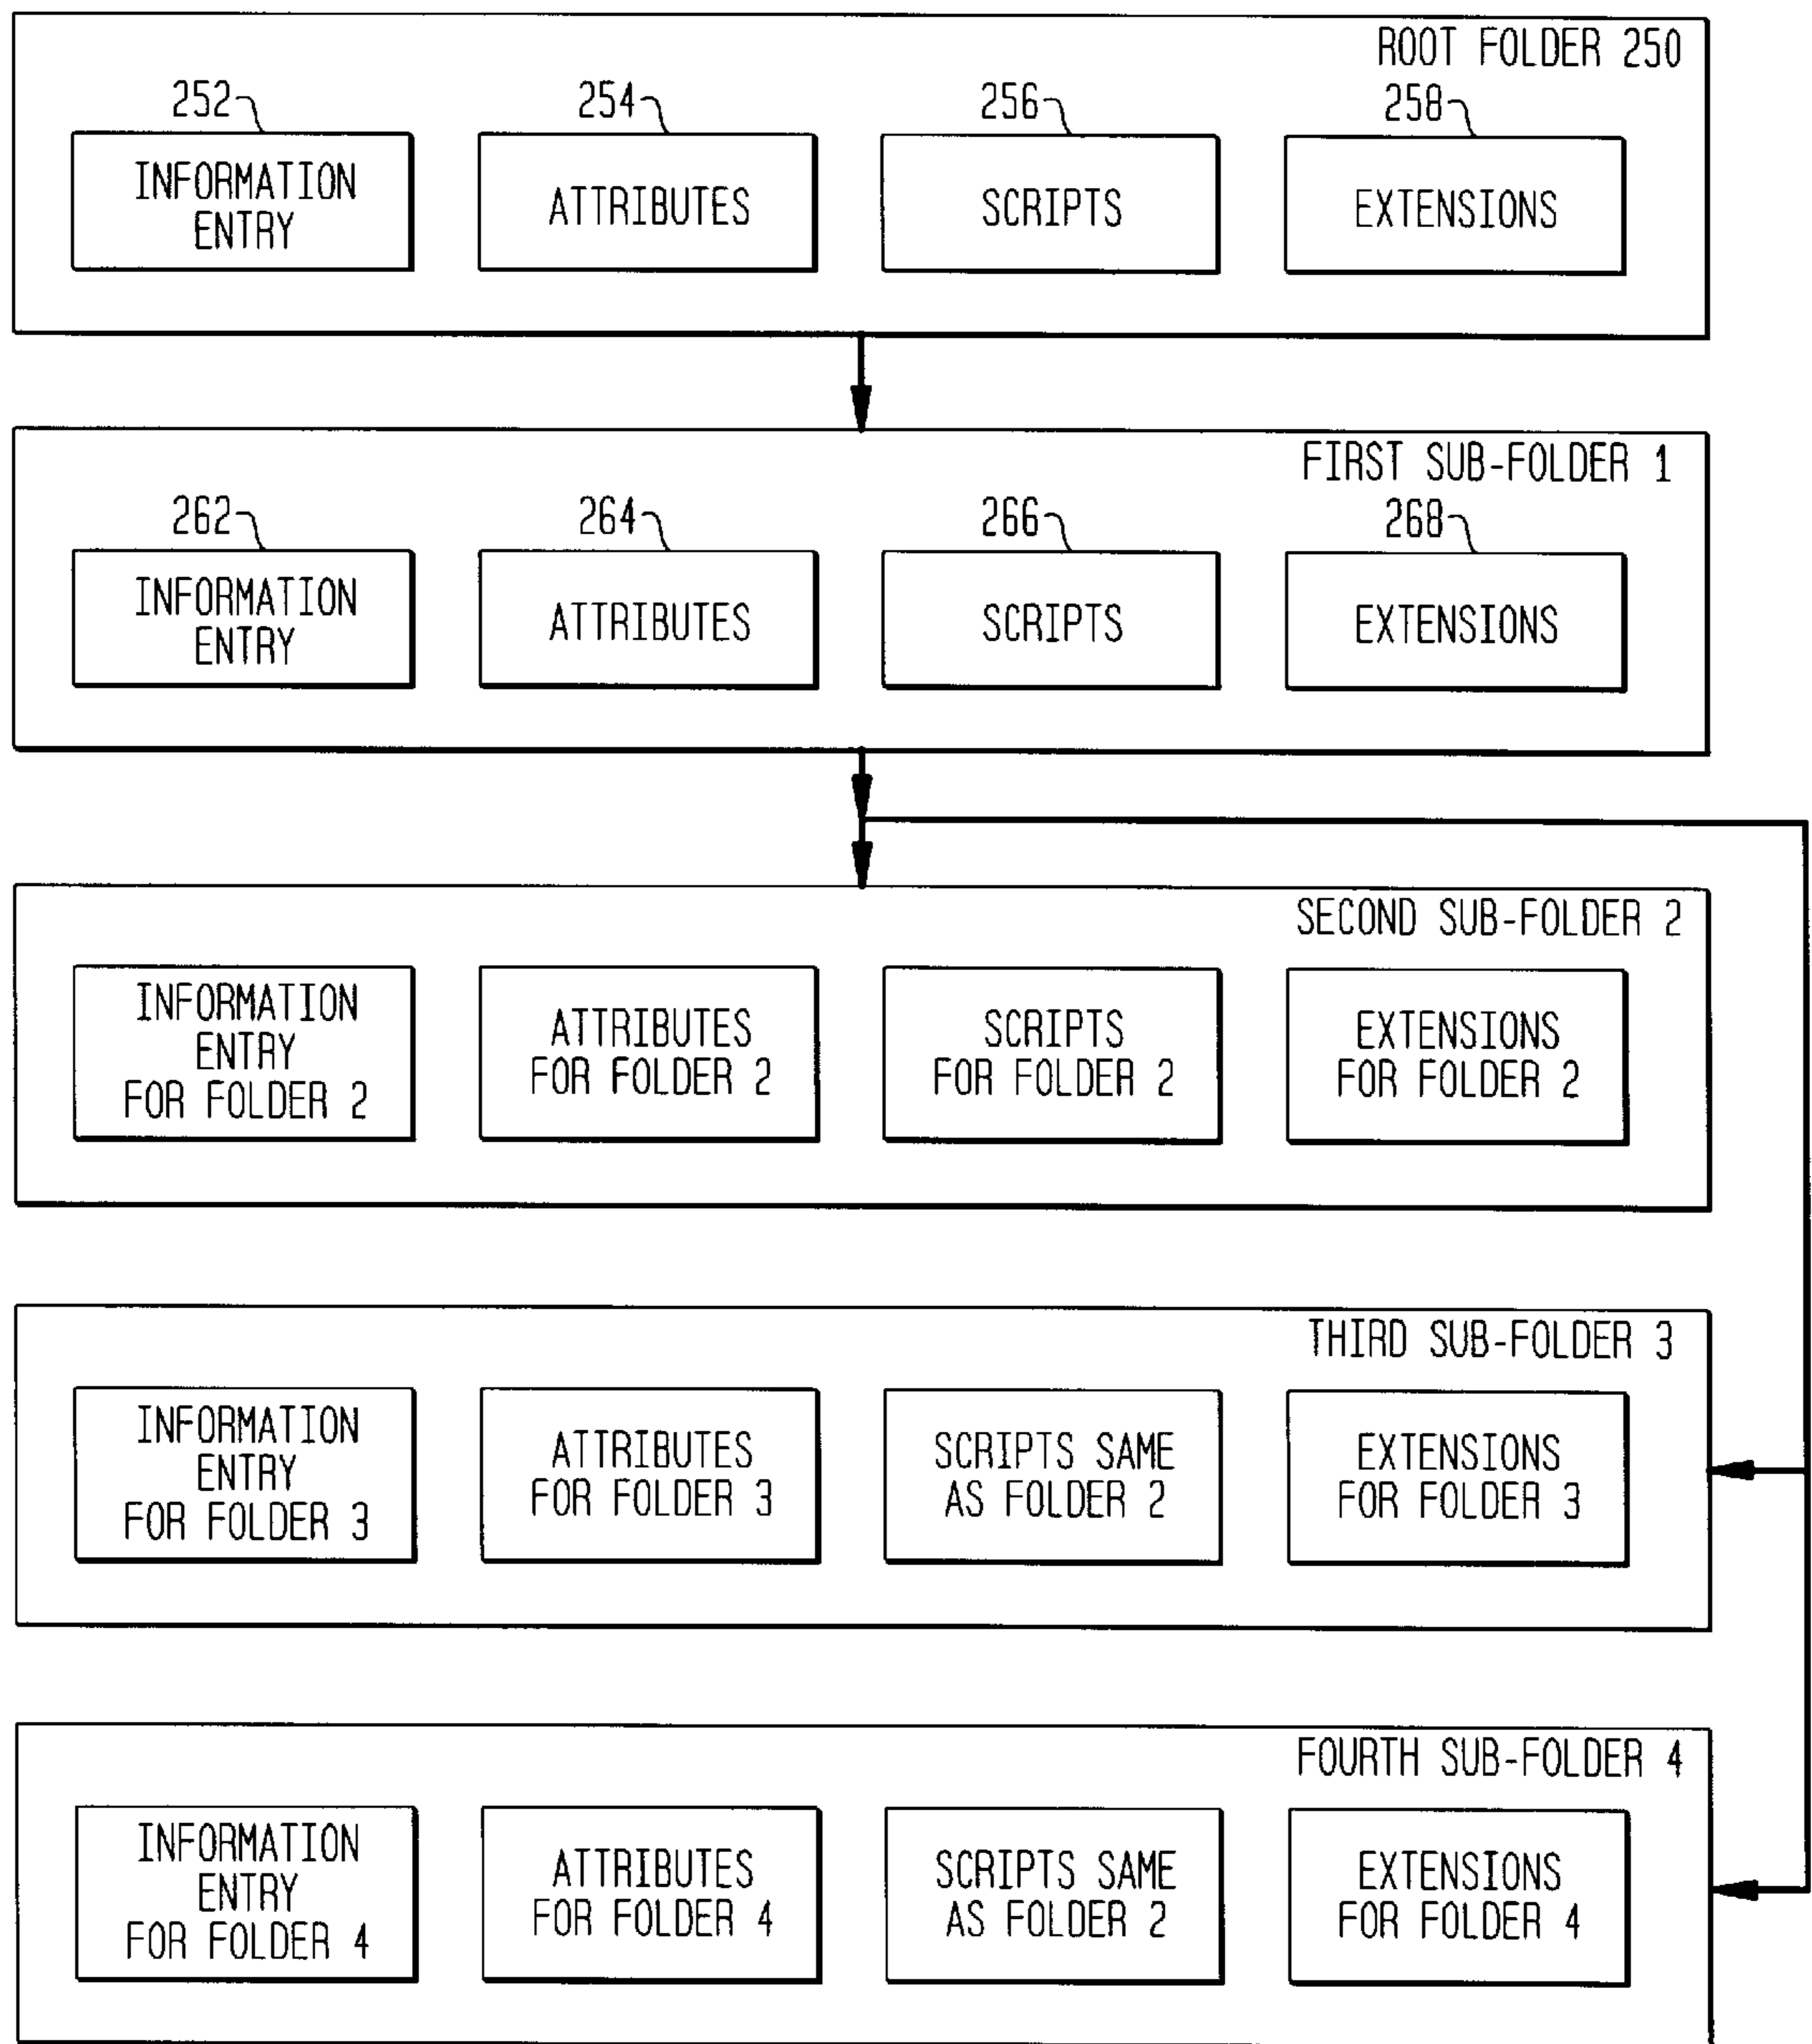 ROOT FOLDER 250
252
254
256
258
INFORMATION
ENTRY
ATTRIBUTES
SCRIPTS
EXTENSIONS
FIRST SUB-FOLDER 1
262
264
266
268
INFORMATION
ENTRY
ATTRIBUTES
SCRIPTS
EXTENSIONS
SECOND SUB-FOLDER 2
INFORMATION
ENTRY
FOR FOLDER 2
ATTRIBUTES
FOR FOLDER 2
SCRIPTS
FOR FOLDER 2
EXTENSIONS
FOR FOLDER 2
THIRD SUB-FOLDER 3
INFORMATION
ENTRY
FOR FOLDER 3
ATTRIBUTES
FOR FOLDER 3
SCRIPTS SAME
AS FOLDER 2
EXTENSIONS
FOR FOLDER 3
FOURTH SUB-FOLDER 4
INFORMATION
ENTRY
FOR FOLDER 4
ATTRIBUTES
FOR FOLDER 4
SCRIPTS SAME
AS FOLDER 2
EXTENSIONS
FOR FOLDER 4